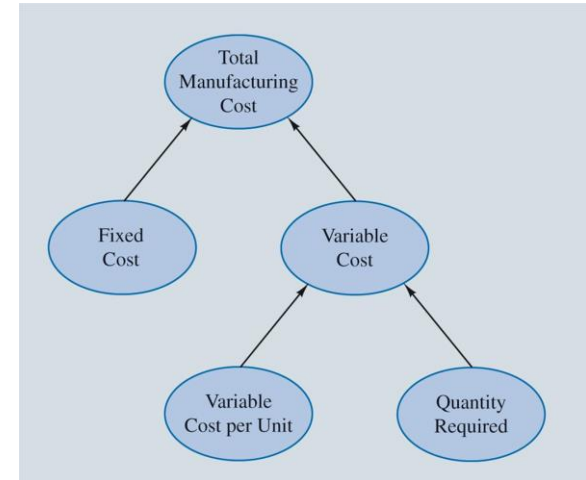 Total
Manufacturing
Cost
Fixed
Cost
Variable
Cost
Variable
Cost per Unit
Quantity
Required